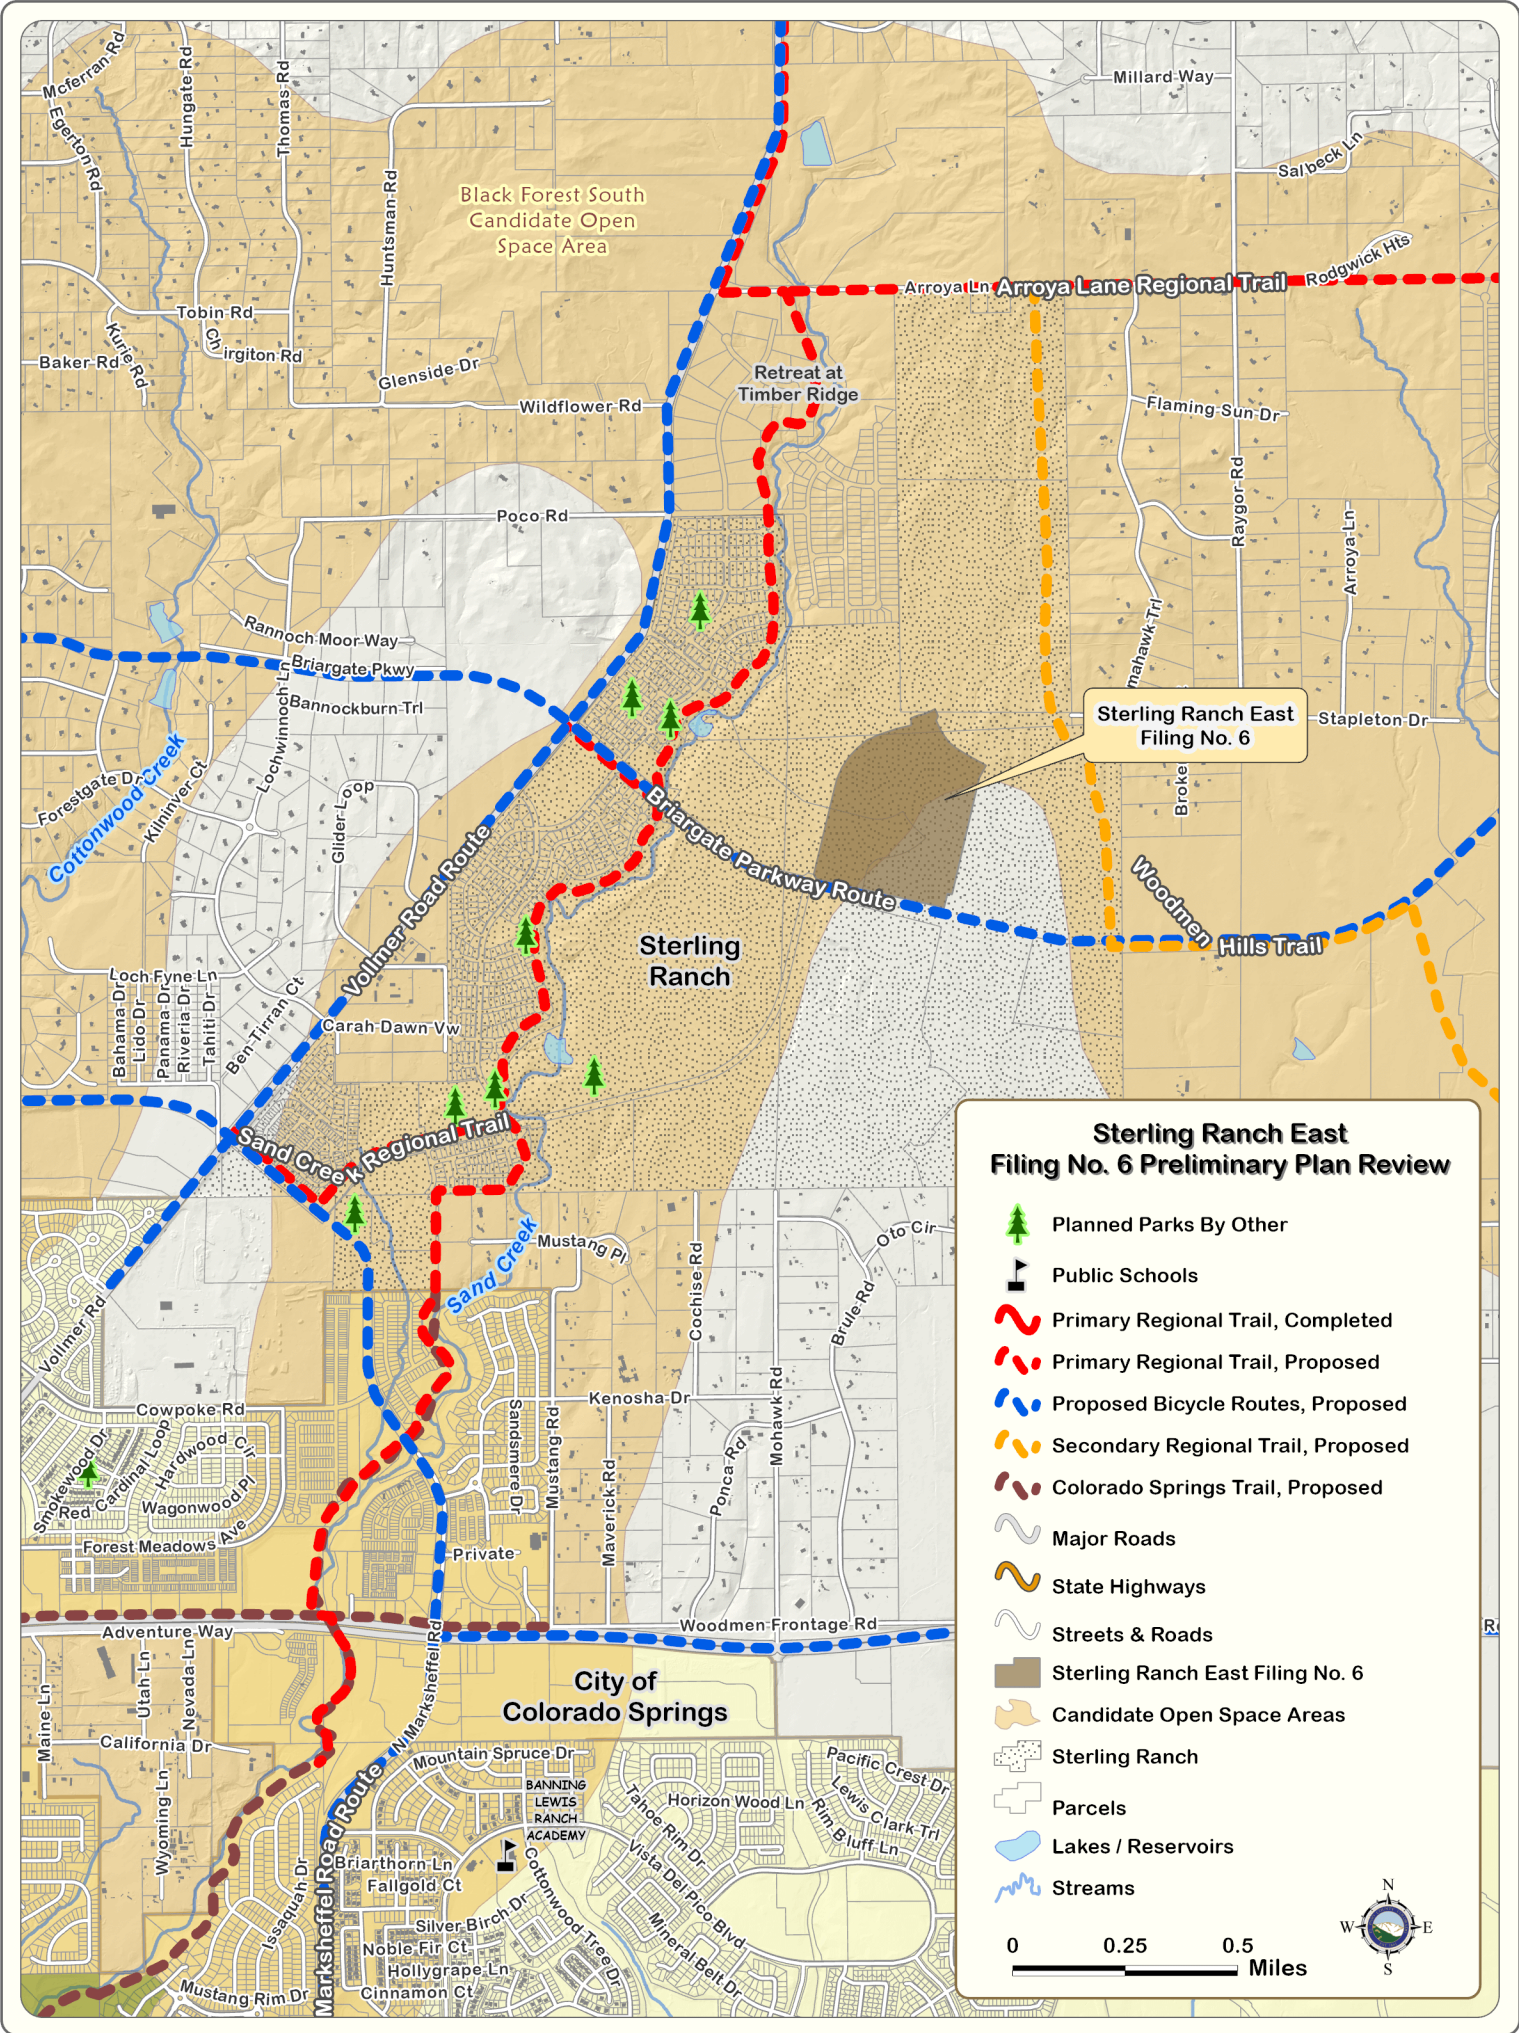 Mcferran Rd
Egerton Rd
Hungate Rd
Thomas Rd
Huntsman Rd
Millard Way
Salbeck Ln
Black Forest South
Candidate Open
Space Area
Rodgwick Hts
Arroya Ln
Arroya Lane Regional Trail
Tobin Rd
Kurie Rd
Ch
irgiton Rd
Baker Rd
Glenside Dr
Wildflower Rd
Retreat at
Timber Ridge
Flaming Sun Dr
Raygor Rd
Arroya Ln
Poco Rd
Rannoch Moor Way
Briargate Pkwy
Bannockburn Trl
Lochwinnoch Ln
mahawk Trl
Sterling Ranch East
Filing No. 6
Stapleton Dr
Broke
Cottonwood Creek
Forestgate Dr
Kilninver Ct
Glider Loop
Briargate Parkway Route
Vollmer Road Route
Woodmen
Hills Trail
Sterling
Ranch
Loch Fyne Ln
Bahama Dr
Lido Dr
Panama Dr
Riveria Dr
Tahiti Dr
Ben Tirran Ct
Carah Dawn Vw
Sand Creek Regional Trail
Sand Creek
Mustang Pl
Oto Cir
Cochise Rd
Brule Rd
Vollmer Rd
Kenosha Dr
Mohawk Rd
Cowpoke Rd
Smokewood Dr
Red Cardinal Loop
Hardwood Cir
Wagonwood Pl
Forest Meadows Ave
Sandsmere Dr
Mustang Rd
Maverick Rd
Ponca Rd
Private
Woodmen Frontage Rd
Rd
Adventure Way
Maine Ln
Utah Ln
Nevada Ln
California Dr
Wyoming Ln
N Marksheffel Rd
City of
Colorado Springs
Mountain Spruce Dr
BANNING
LEWIS
RANCH
ACADEMY
Pacific Crest Dr
Lewis Clark Trl
Rim Bluff Ln
Horizon Wood Ln
Tahoe Rim Dr
Vista Del Pico Blvd
Mineral Belt Dr
Marksheffel Road Route
Issaquah Dr
Briarthorn Ln
Fallgold Ct
Silver Birch Dr
Cottonwood Tree Dr
Noble Fir Ct
Hollygrape Ln
Cinnamon Ct
Mustang Rim Dr
Sterling Ranch East
Filing No. 6 Preliminary Plan Review
Planned Parks By Other
Public Schools
Primary Regional Trail, Completed
Primary Regional Trail, Proposed
Proposed Bicycle Routes, Proposed
Secondary Regional Trail, Proposed
Colorado Springs Trail, Proposed
Major Roads
State Highways
Streets & Roads
Sterling Ranch East Filing No. 6
Candidate Open Space Areas
Sterling Ranch
Parcels
Lakes / Reservoirs
Streams
N
W
E
S
0 0.25 0.5
Miles